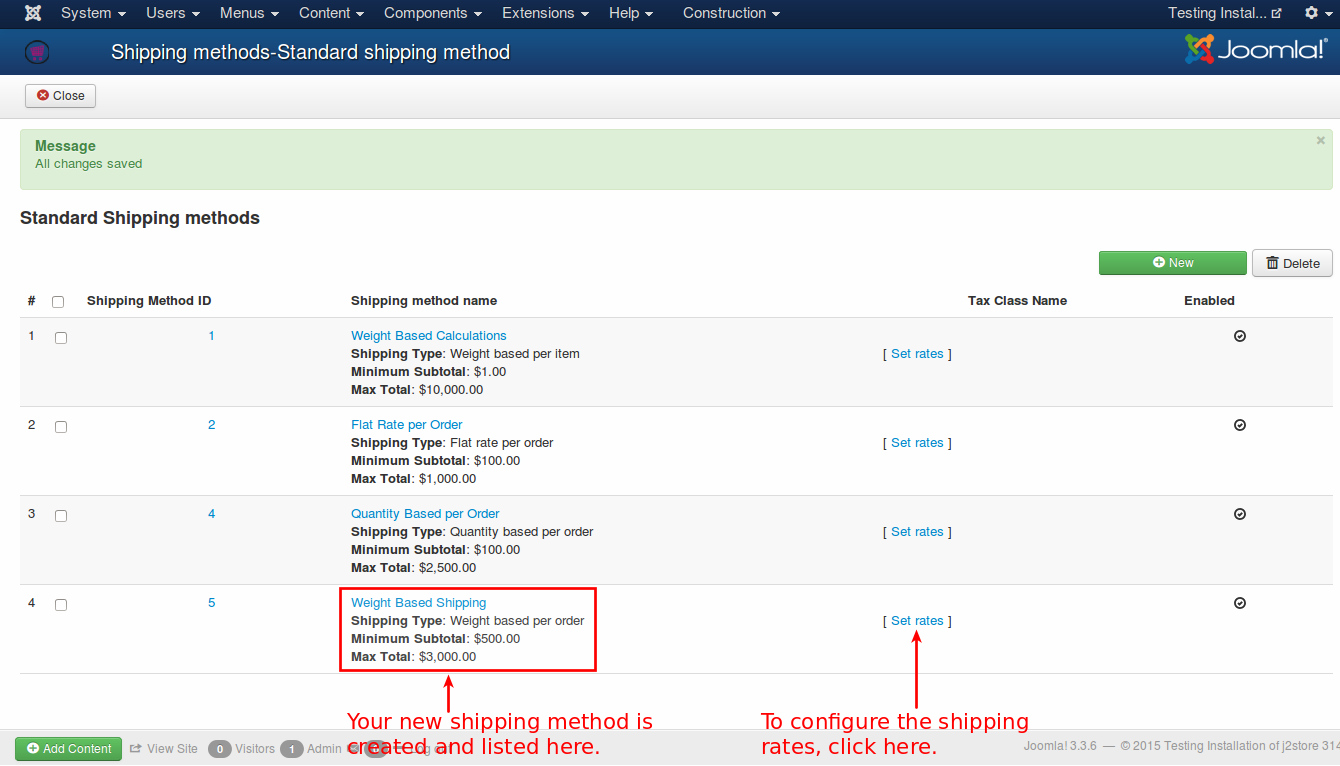 System Users Menus Content Components Extensions Help Construction Testing Instal...
Shipping methods-Standard shipping method Joomla!®
Close
Message ×
All changes saved
Standard Shipping methods
New Delete
# Shipping Method ID Shipping method name Tax Class Name Enabled
1 1 Weight Based Calculations
Shipping Type: Weight based per item [ Set rates ]
Minimum Subtotal: $1.00
Max Total: $10,000.00
2 2 Flat Rate per Order
Shipping Type: Flat rate per order [ Set rates ]
Minimum Subtotal: $100.00
Max Total: $1,000.00
3 4 Quantity Based per Order
Shipping Type: Quantity based per order [ Set rates ]
Minimum Subtotal: $100.00
Max Total: $2,500.00
4 5 Weight Based Shipping
Shipping Type: Weight based per order [ Set rates ]
Minimum Subtotal: $500.00
Max Total: $3,000.00
Your new shipping method is
created and listed here.
To configure the shipping
rates, click here.
Add Content View Site 0 Visitors 1 Admin Joomla! 3.3.6 — © 2015 Testing Installation of j2store 314